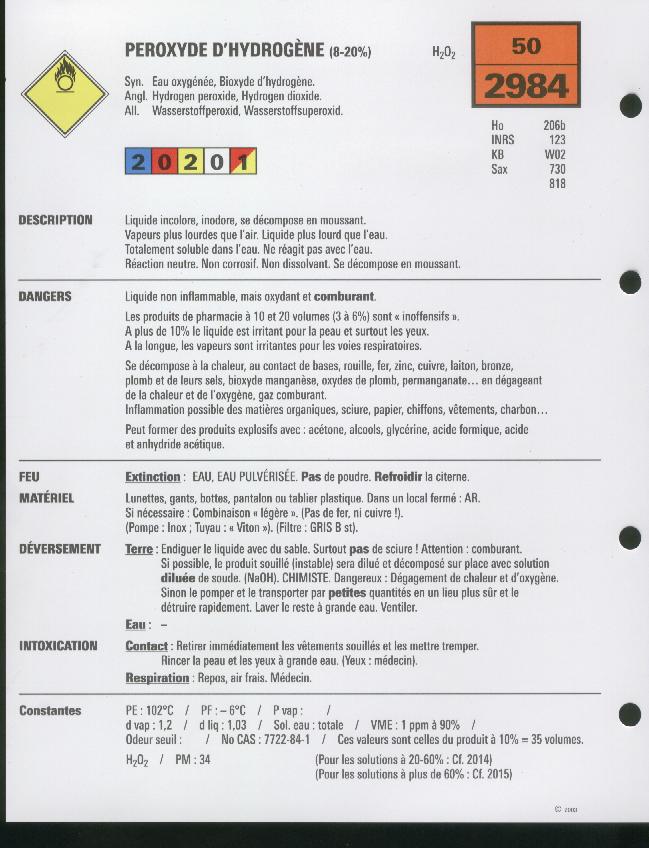 PEROXYDE D'HYDROGÈNE (8-20%) H₂O₂
50
2984
Syn. Eau oxygénée, Bioxyde d'hydrogène.
Angl. Hydrogen peroxide, Hydrogen dioxide.
All. Wasserstoffperoxid, Wasserstoffsuperoxid.
Ho 206b
INRS 123
KB W02
Sax 730
818
2 0 2 0 1
DESCRIPTION Liquide incolore, inodore, se décompose en moussant.
Vapeurs plus lourdes que l'air. Liquide plus lourd que l'eau.
Totalement soluble dans l'eau. Ne réagit pas avec l'eau.
Réaction neutre. Non corrosif. Non dissolvant. Se décompose en moussant.
DANGERS Liquide non inflammable, mais oxydant et comburant.
Les produits de pharmacie à 10 et 20 volumes (3 à 6%) sont « inoffensifs ».
A plus de 10% le liquide est irritant pour la peau et surtout les yeux.
A la longue, les vapeurs sont irritantes pour les voies respiratoires.
Se décompose à la chaleur, au contact de bases, rouille, fer, zinc, cuivre, laiton, bronze,
plomb et de leurs sels, bioxyde manganèse, oxydes de plomb, permanganate... en dégageant
de la chaleur et de l'oxygène, gaz comburant.
Inflammation possible des matières organiques, sciure, papier, chiffons, vêtements, charbon...
Peut former des produits explosifs avec : acétone, alcools, glycérine, acide formique, acide
et anhydride acétique.
FEU Extinction : EAU, EAU PULVÉRISÉE. Pas de poudre. Refroidir la citerne.
MATÉRIEL Lunettes, gants, bottes, pantalon ou tablier plastique. Dans un local fermé : AR.
Si nécessaire : Combinaison « légère ». (Pas de fer, ni cuivre !).
(Pompe : Inox ; Tuyau : « Viton »). (Filtre : GRIS B st).
DÉVERSEMENT Terre : Endiguer le liquide avec du sable. Surtout pas de sciure ! Attention : comburant.
Si possible, le produit souillé (instable) sera dilué et décomposé sur place avec solution
diluée de soude. (NaOH). CHIMISTE. Dangereux : Dégagement de chaleur et d'oxygène.
Sinon le pomper et le transporter par petites quantités en un lieu plus sûr et le
détruire rapidement. Laver le reste à grande eau. Ventiler.
Eau : –
INTOXICATION Contact : Retirer immédiatement les vêtements souillés et les mettre tremper.
Rincer la peau et les yeux à grande eau. (Yeux : médecin).
Respiration : Repos, air frais. Médecin.
Constantes PE : 102°C / PF : – 6°C / P vap : /
d vap : 1,2 / d liq : 1,03 / Sol. eau : totale / VME : 1 ppm à 90% /
Odeur seuil : / No CAS : 7722-84-1 / Ces valeurs sont celles du produit à 10% = 35 volumes.
H₂O₂ / PM : 34 (Pour les solutions à 20-60% : Cf. 2014)
(Pour les solutions à plus de 60% : Cf. 2015)
© 2003